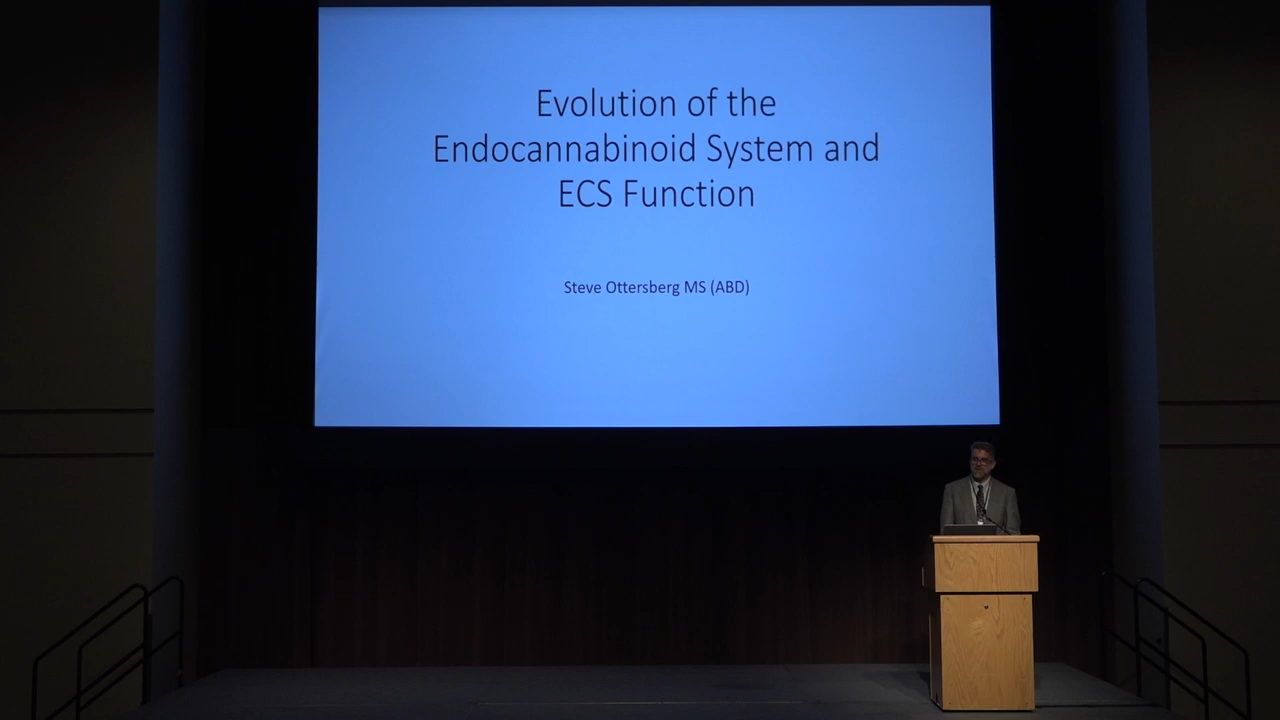 Evolution of the
Endocannabinoid System and
ECS Function
Steve Ottersberg MS (ABD)